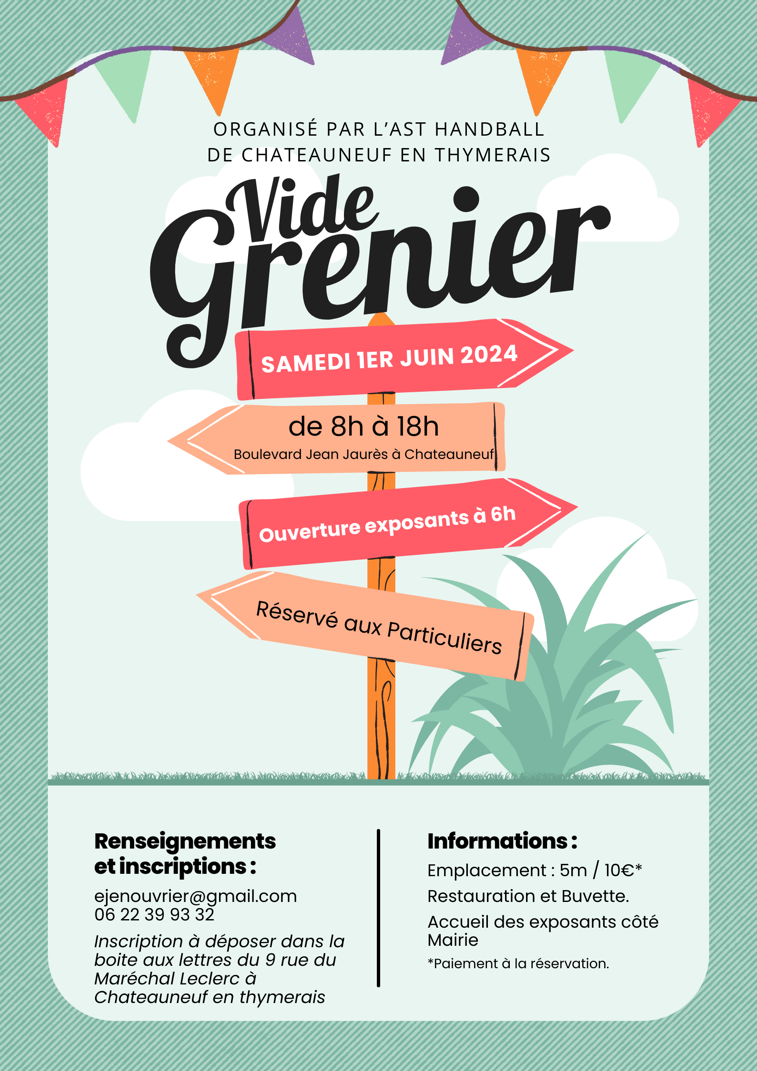 ORGANISÉ PAR L’AST HANDBALL
DE CHATEAUNEUF EN THYMERAIS
Vide
Grenier
SAMEDI 1ER JUIN 2024
de 8h à 18h
Boulevard Jean Jaurès à Chateauneuf
Ouverture exposants à 6h
Réservé aux Particuliers
Renseignements
et inscriptions :
ejenouvrier@gmail.com
06 22 39 93 32
Inscription à déposer dans la
boite aux lettres du 9 rue du
Maréchal Leclerc à
Chateauneuf en thymerais
Informations :
Emplacement : 5m / 10€*
Restauration et Buvette.
Accueil des exposants côté
Mairie
*Paiement à la réservation.